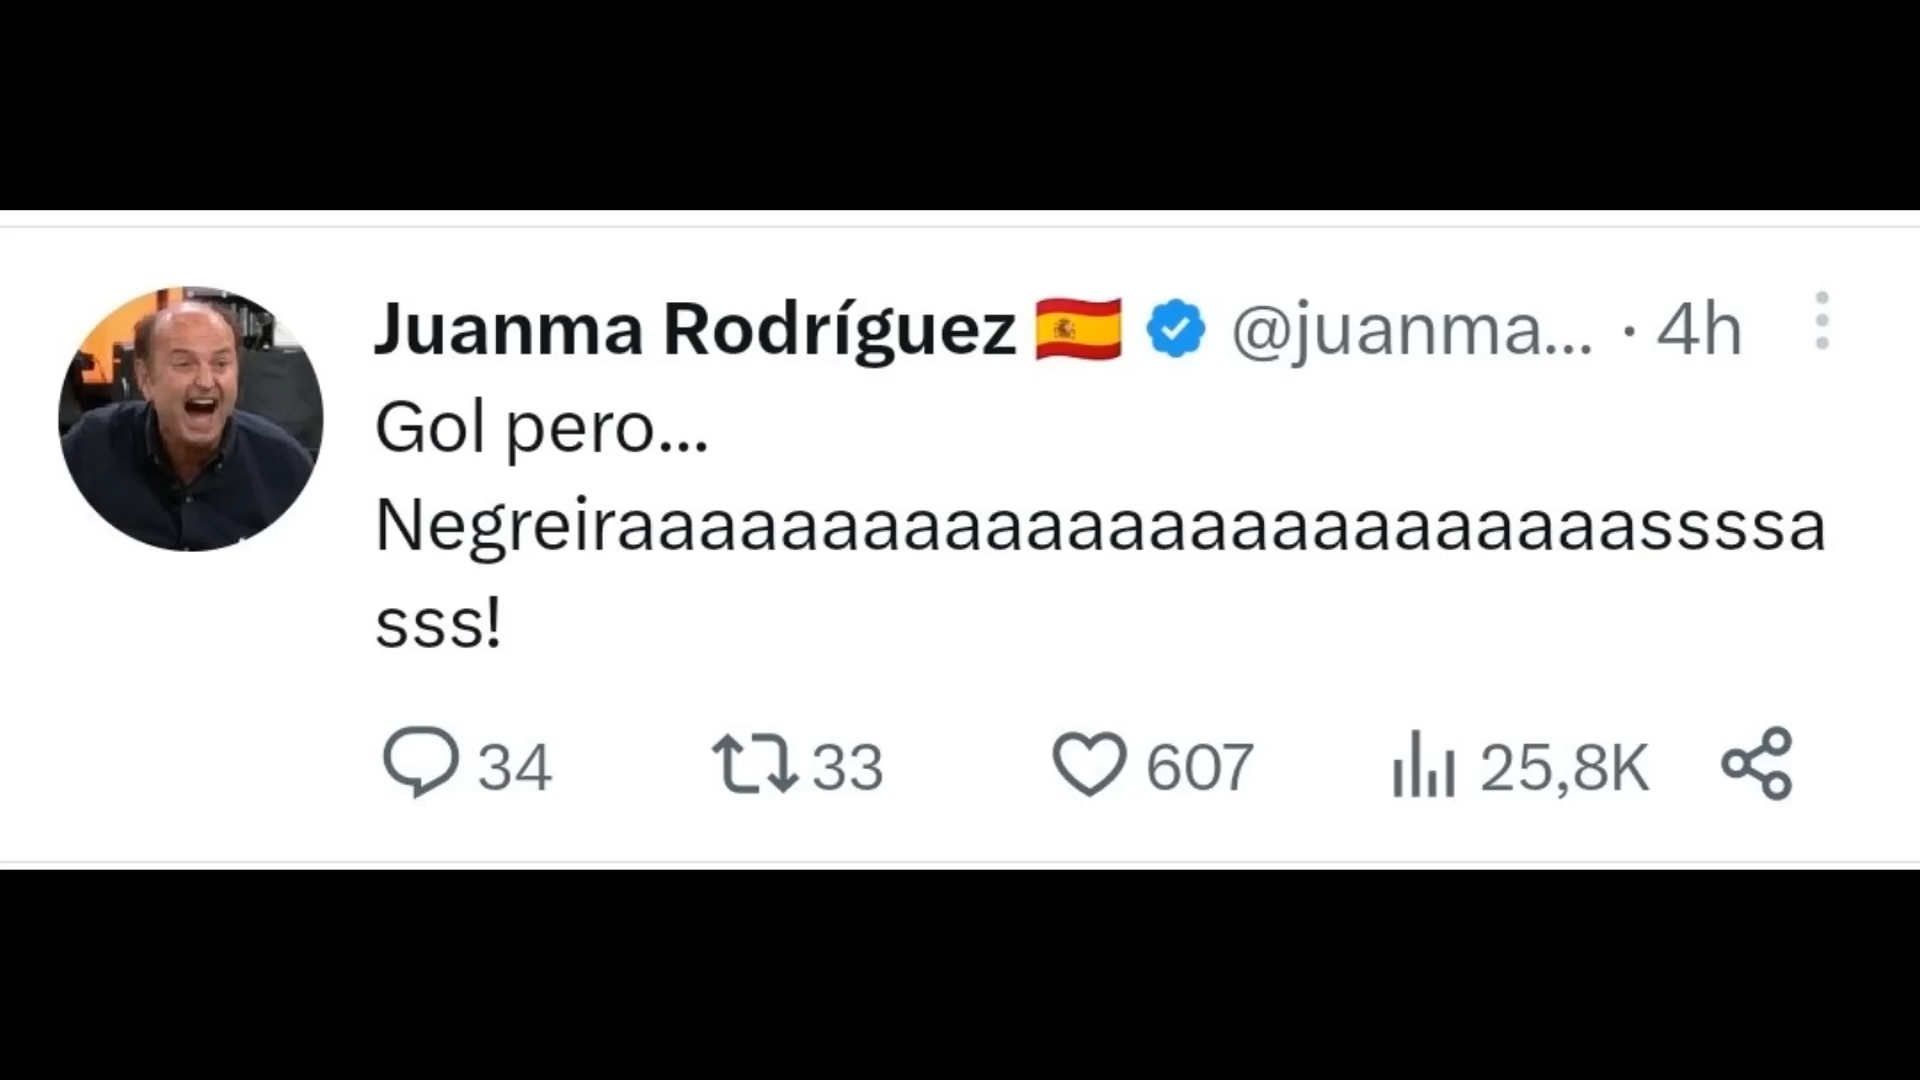 Juanma Rodríguez 🇪🇸 @juanma... · 4h
Gol pero...
Negreiraaaaaaaaaaaaaaaaaaaaaaaaaassssa
sss!
34 33 607 25,8K